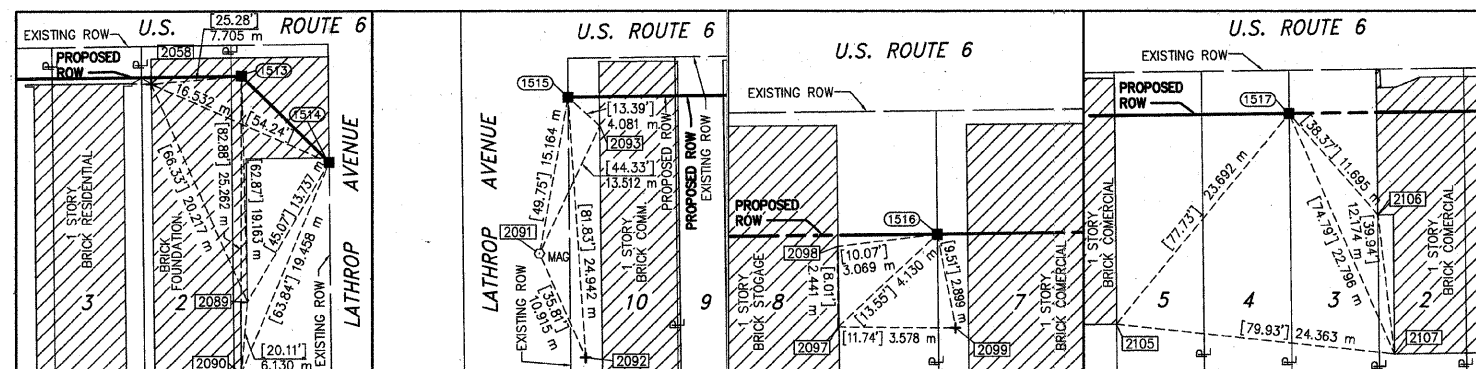 U.S. ROUTE 6
EXISTING ROW
PROPOSED
ROW
[25.28']
7.705 m
2058
1513
1514
16.532 m
[54.24']
[82.88'] 25.262 m
[66.33'] 20.217 m
[62.87'] 19.163 m
[45.07'] 13.737 m
[63.84'] 19.458 m
[20.11']
6.130 m
1 STORY
BRICK RESIDENTIAL
BRICK
FOUNDATION
3
2
2089
2090
EXISTING ROW
LATHROP AVENUE
U.S. ROUTE 6
1515
LATHROP AVENUE
[13.39']
4.081 m
2093
[44.33']
13.512 m
[49.75'] 15.164 m
[81.83'] 24.942 m
2091
MAG
[35.81']
10.915 m
2092
EXISTING ROW
1 STORY
BRICK COMM.
PROPOSED ROW
PROPOSED ROW
EXISTING ROW
10
9
U.S. ROUTE 6
EXISTING ROW
PROPOSED
ROW
1516
2098
[10.07']
3.069 m
[8.01']
2.441 m
[13.55'] 4.130 m
[9.51'] 2.899 m
2097
[11.74'] 3.578 m
2099
1 STORY
BRICK STOGAGE
8
7
1 STORY
BRICK COMERCIAL
U.S. ROUTE 6
EXISTING ROW
PROPOSED
ROW
1517
[38.37'] 11.695 m
[77.73'] 23.692 m
2106
[39.94']
12.174 m
[74.79'] 22.796 m
1 STORY
BRICK COMERCIAL
5
4
3
2
1 STORY
BRICK COMERCIAL
2105
[79.93'] 24.363 m
2107